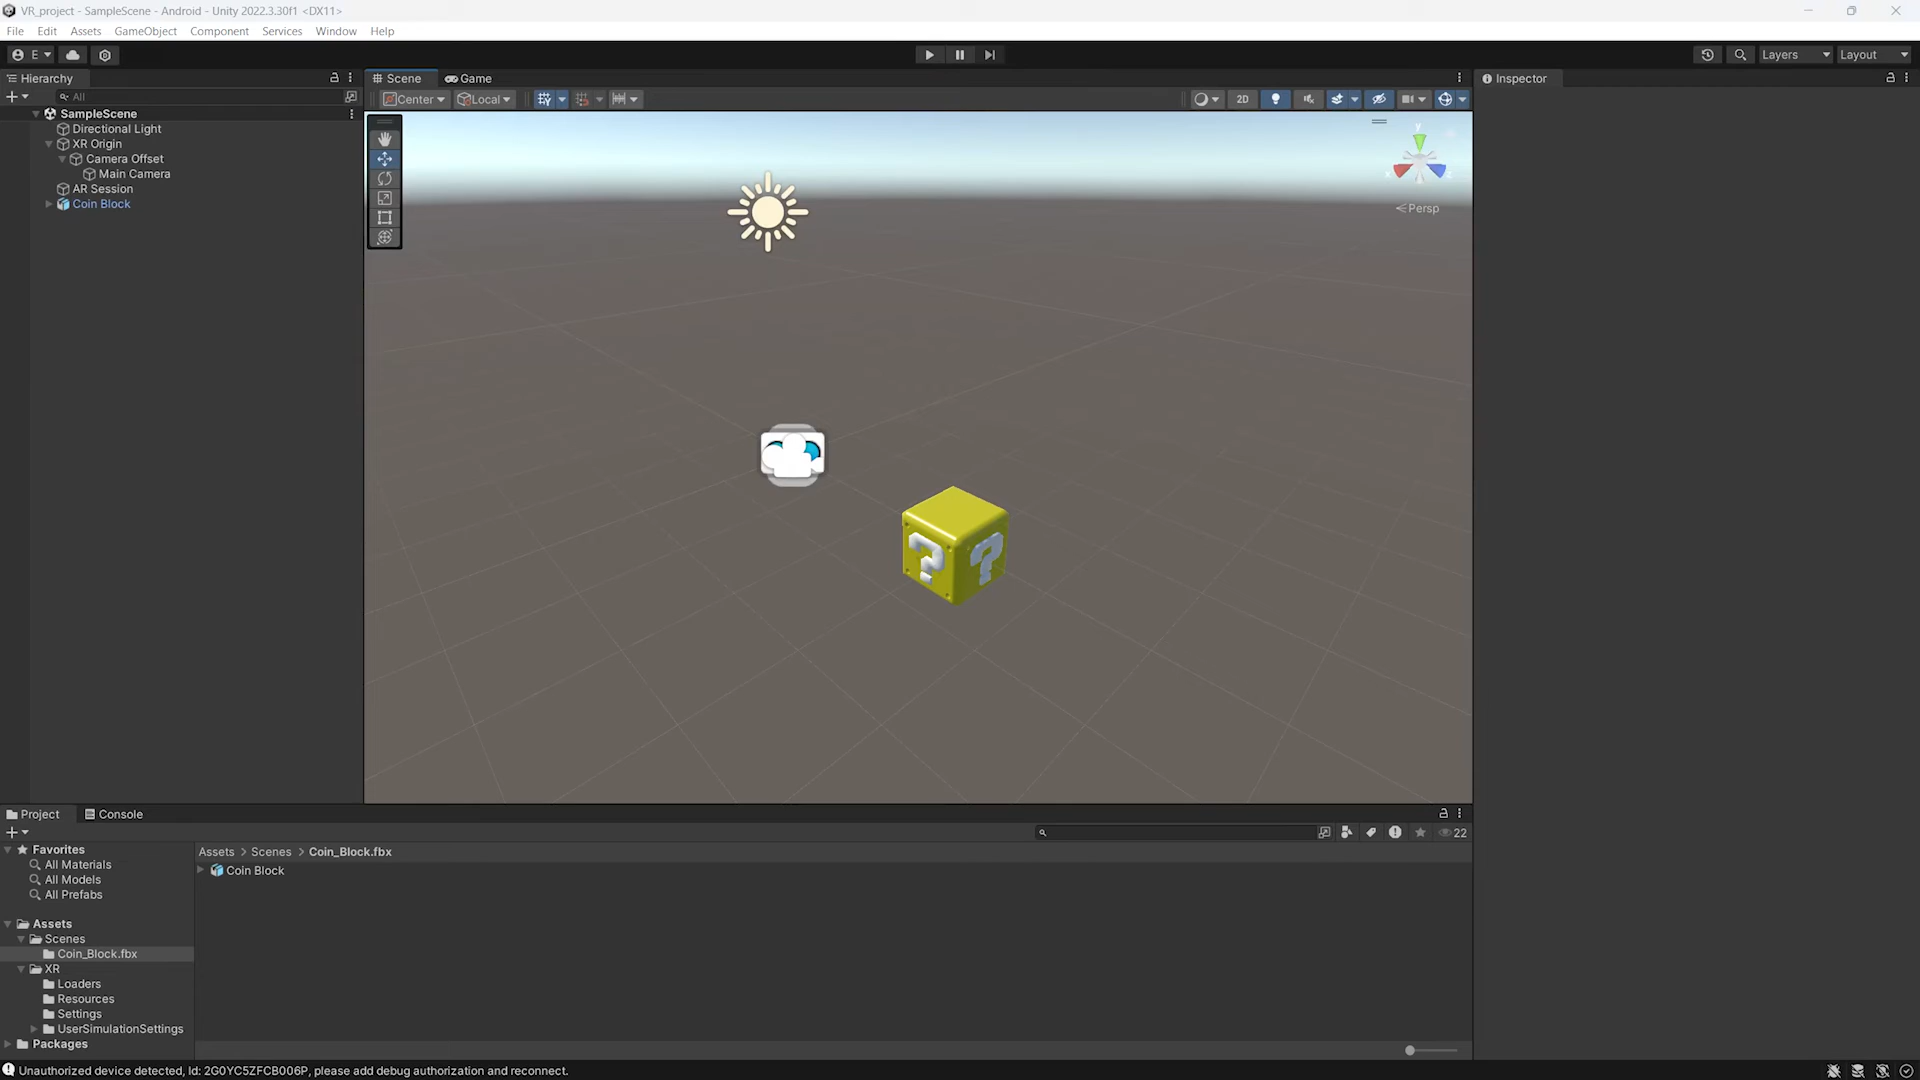 VR_project - SampleScene - Android - Unity 2022.3.30f1 <DX11>
File Edit Assets GameObject Component Services Window Help
E Layers Layout
Hierarchy
All
SampleScene
Directional Light
XR Origin
Camera Offset
Main Camera
AR Session
Coin Block
Scene Game
Center Local 2D
y
x z
Persp
? ?
Inspector
Project Console
22
Favorites
All Materials
All Models
All Prefabs
Assets
Scenes
Coin_Block.fbx
XR
Loaders
Resources
Settings
UserSimulationSettings
Packages
Assets > Scenes > Coin_Block.fbx
Coin Block
Unauthorized device detected, Id: 2G0YC5ZFCB006P, please add debug authorization and reconnect.